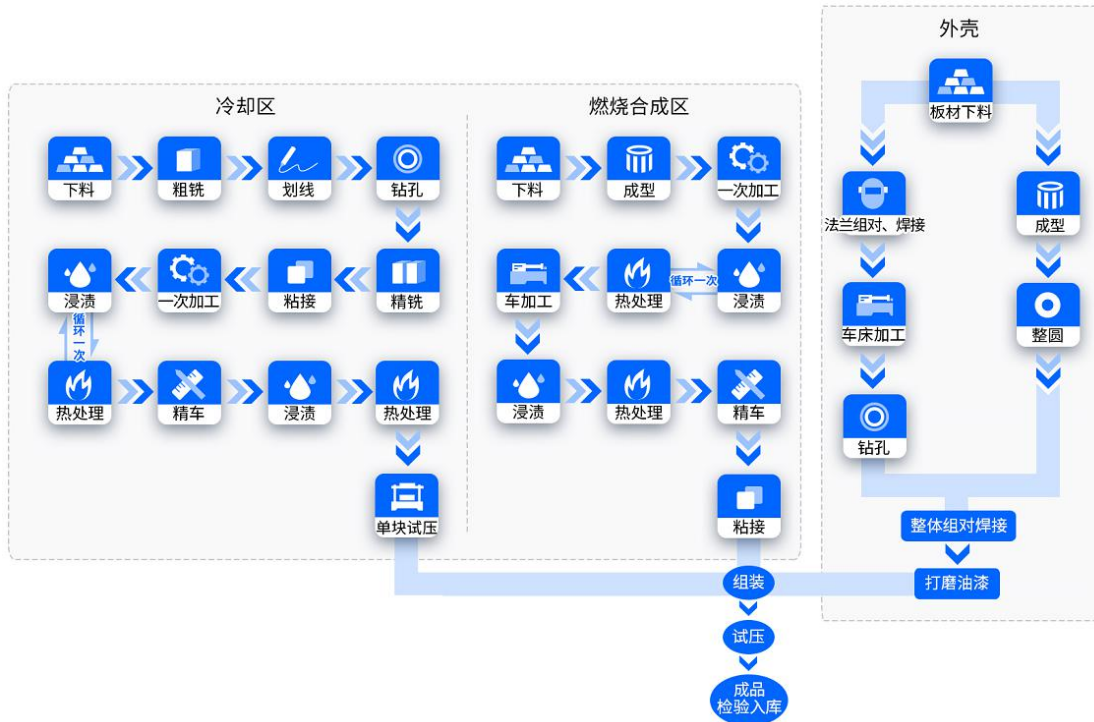 外壳
板材下料
法兰组对、焊接
成型
车床加工
整圆
钻孔
整体组对焊接
打磨油漆
冷却区
下料
粗铣
划线
钻孔
浸渍
一次加工
粘接
精铣
循环一次
热处理
精车
浸渍
热处理
单块试压
燃烧合成区
下料
成型
一次加工
车加工
热处理
循环一次
浸渍
浸渍
热处理
精车
粘接
组装
试压
成品
检验入库